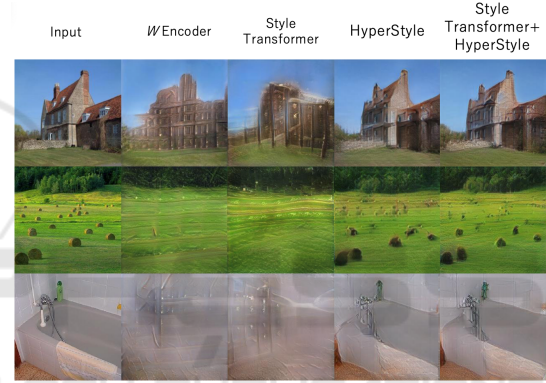 Input
W Encoder
Style
Transformer
HyperStyle
Style
Transformer+
HyperStyle